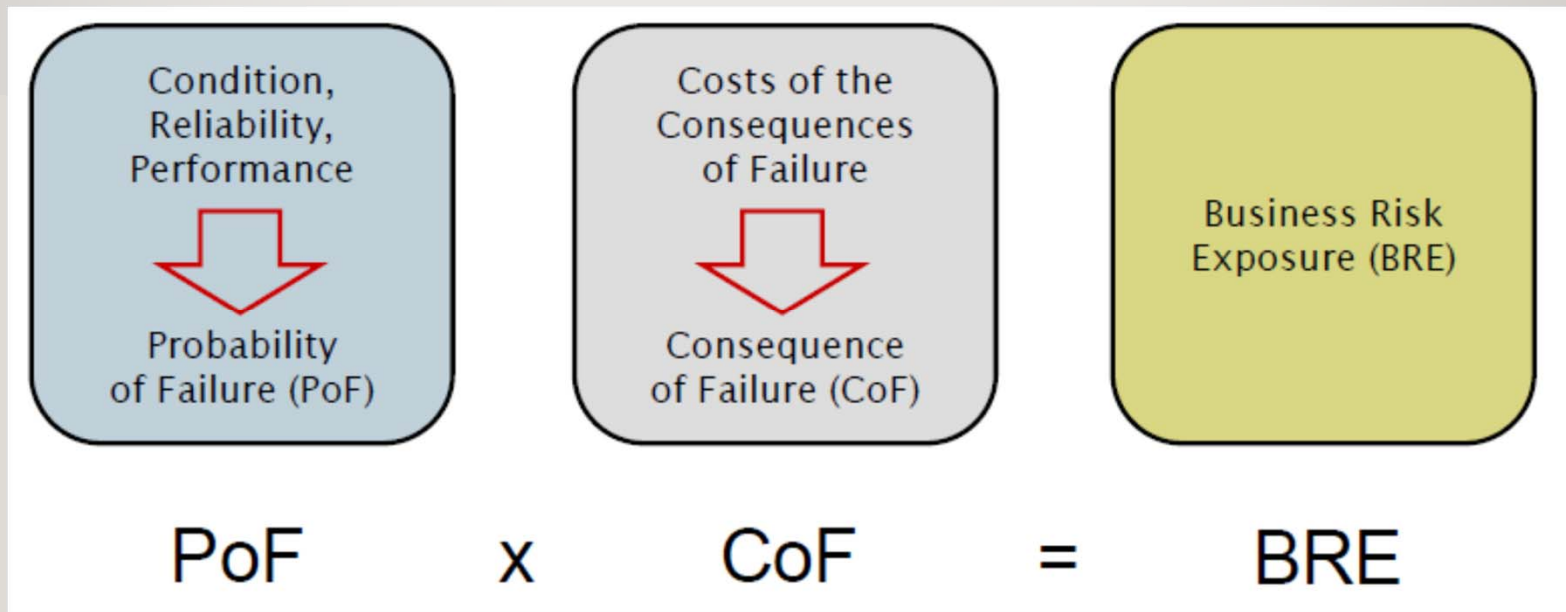 Condition,
Reliability,
Performance
Probability
of Failure (PoF)
Costs of the
Consequences
of Failure
Consequence
of Failure (CoF)
Business Risk
Exposure (BRE)
PoF x CoF = BRE